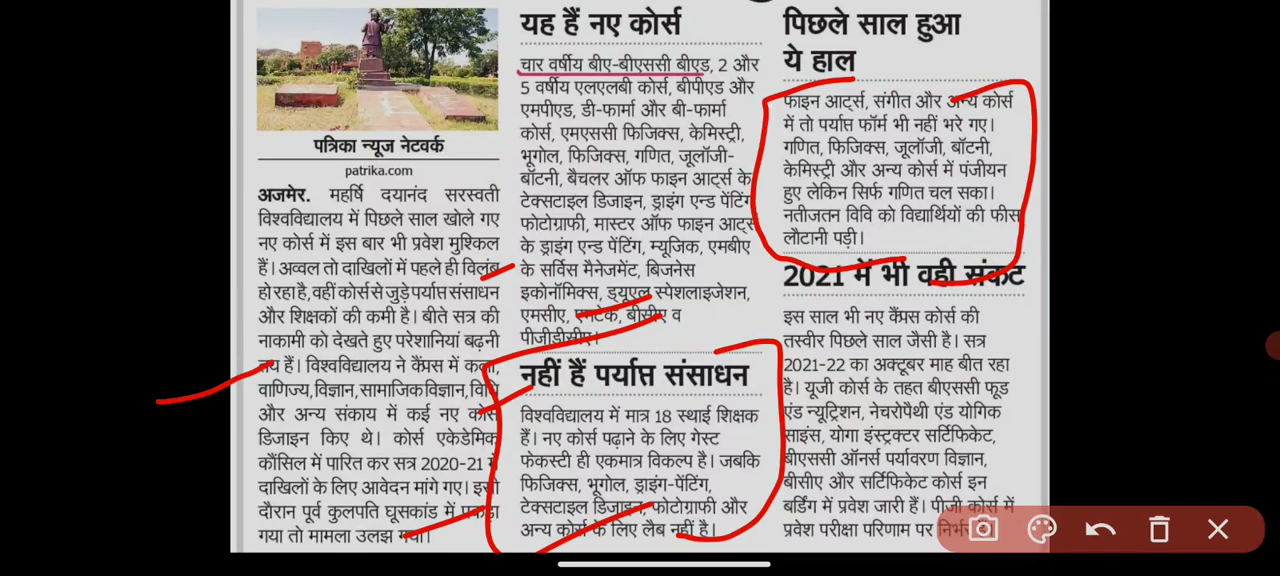 पत्रिका न्यूज नेटवर्क
patrika.com
अजमेर. महर्षि दयानंद सरस्वती
विश्वविद्यालय में पिछले साल खोले गए
नए कोर्स में इस बार भी प्रवेश मुश्किल
हैं। अव्वल तो दाखिलों में पहले ही विलंब
हो रहा है, वहीं कोर्स से जुड़े पर्याप्त संसाधन
और शिक्षकों की कमी है। बीते सत्र की
नाकामी को देखते हुए परेशानियां बढ़नी
तय हैं। विश्वविद्यालय ने कैंपस में कला,
वाणिज्य, विज्ञान, सामाजिक विज्ञान, विधि
और अन्य संकाय में कई नए कोर्स
डिजाइन किए थे। कोर्स एकेडेमिक
कौंसिल में पारित कर सत्र 2020-21 में
दाखिलों के लिए आवेदन मांगे गए। इसी
दौरान पूर्व कुलपति घूसकांड में पकड़ा
गया तो मामला उलझ गया।
यह हैं नए कोर्स
चार वर्षीय बीए-बीएससी बीएड, 2 और
5 वर्षीय एलएलबी कोर्स, बीपीएड और
एमपीएड, डी-फार्मा और बी-फार्मा
कोर्स, एमएससी फिजिक्स, केमिस्ट्री,
भूगोल, फिजिक्स, गणित, जूलॉजी-
बॉटनी, बैचलर ऑफ फाइन आर्ट्स के
टेक्सटाइल डिजाइन, ड्राइंग एन्ड पेंटिंग
फोटोग्राफी, मास्टर ऑफ फाइन आर्ट्स
के ड्राइंग एन्ड पेंटिंग, म्यूजिक, एमबीए
के सर्विस मैनेजमेंट, बिजनेस
इकोनॉमिक्स, ड्यूएल स्पेशलाइजेशन,
एमसीए, एमटेक, बीसीए व
पीजीडीसीए।
नहीं हैं पर्याप्त संसाधन
विश्वविद्यालय में मात्र 18 स्थाई शिक्षक
हैं। नए कोर्स पढ़ाने के लिए गेस्ट
फेकल्टी ही एकमात्र विकल्प है। जबकि
फिजिक्स, भूगोल, ड्राइंग-पेंटिंग,
टेक्सटाइल डिजाइन, फोटोग्राफी और
अन्य कोर्स के लिए लैब नहीं है।
पिछले साल हुआ
ये हाल
फाइन आर्ट्स, संगीत और अन्य कोर्स
में तो पर्याप्त फॉर्म भी नहीं भरे गए।
गणित, फिजिक्स, जूलॉजी, बॉटनी,
केमिस्ट्री और अन्य कोर्स में पंजीयन
हुए लेकिन सिर्फ गणित चल सका।
नतीजतन विवि को विद्यार्थियों की फीस
लौटानी पड़ी।
2021 में भी वही संकट
इस साल भी नए कैंपस कोर्स की
तस्वीर पिछले साल जैसी है। सत्र
2021-22 का अक्टूबर माह बीत रहा
है। यूजी कोर्स के तहत बीएससी फूड
एंड न्यूट्रिशन, नेचरोपैथी एंड योगिक
साइंस, योगा इंस्ट्रक्टर सर्टिफिकेट,
बीएससी ऑनर्स पर्यावरण विज्ञान,
बीसीए और सर्टिफिकेट कोर्स इन
बर्डिंग में प्रवेश जारी हैं। पीजी कोर्स में
प्रवेश परीक्षा परिणाम पर